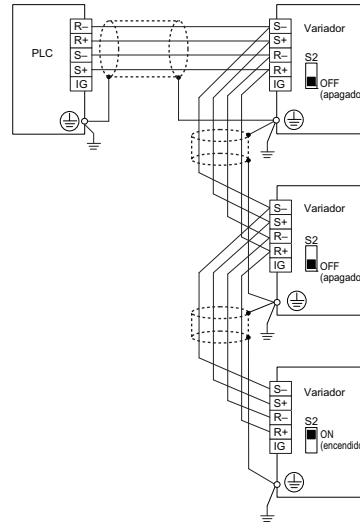 PLC
R–
R+
S–
S+
IG
S–
S+
R–
R+
IG
Variador
S2
OFF
(apagado
S–
S+
R–
R+
IG
Variador
S2
OFF
(apagado
S–
S+
R–
R+
IG
Variador
S2
ON
(encendido